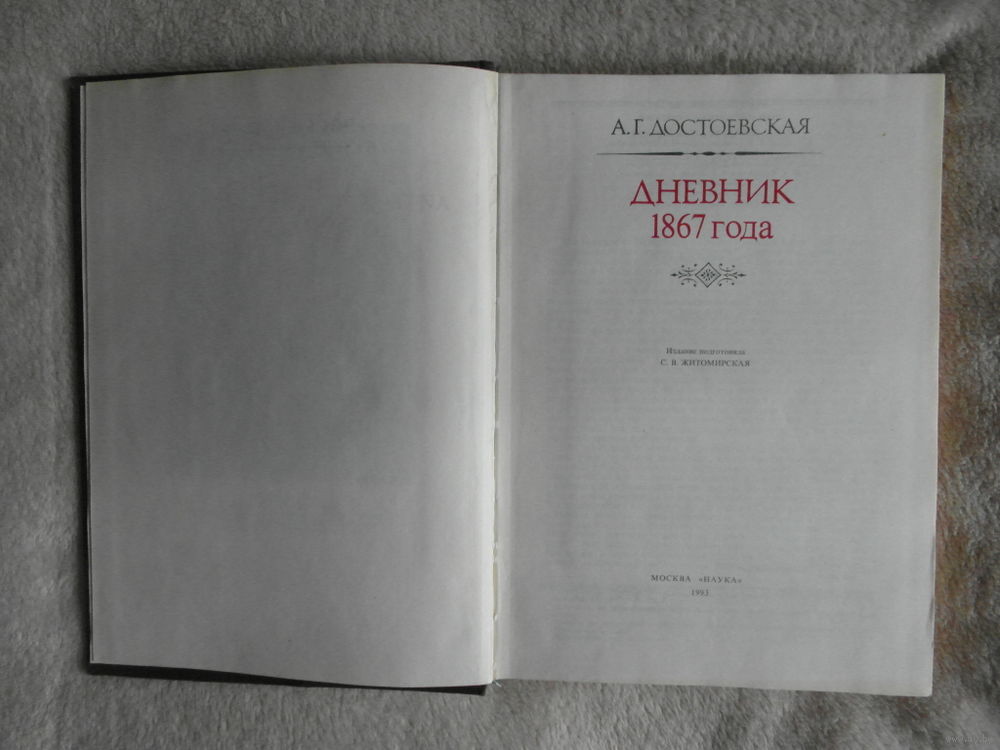 А. Г. ДОСТОЕВСКАЯ
ДНЕВНИК
1867 года
Издание подготовила
С. В. ЖИТОМИРСКАЯ
МОСКВА «НАУКА»
1993